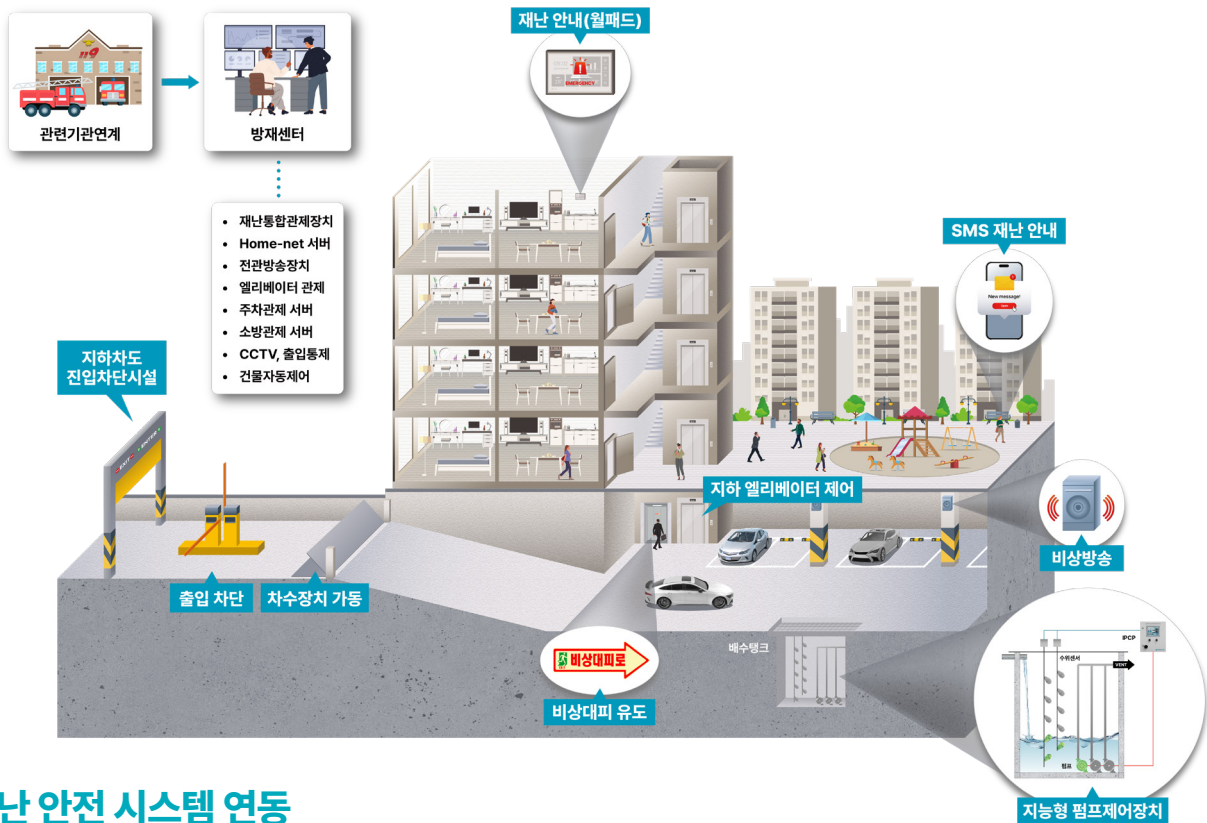 재난 안내(월패드)
EMERGENCY
119
관련기관연계
방재센터
• 재난통합관제장치
• Home-net 서버
• 전관방송장치
• 엘리베이터 관제
• 주차관제 서버
• 소방관제 서버
• CCTV, 출입통제
• 건물자동제어
SMS 재난 안내
New message!
지하차도
진입차단시설
EXIT
ENTER
지하 엘리베이터 제어
비상방송
출입 차단
차수장치 가동
비상대피로
비상대피 유도
배수탱크
IPCP
수위센서
VENT
펌프
지능형 펌프제어장치
난 안전 시스템 연동